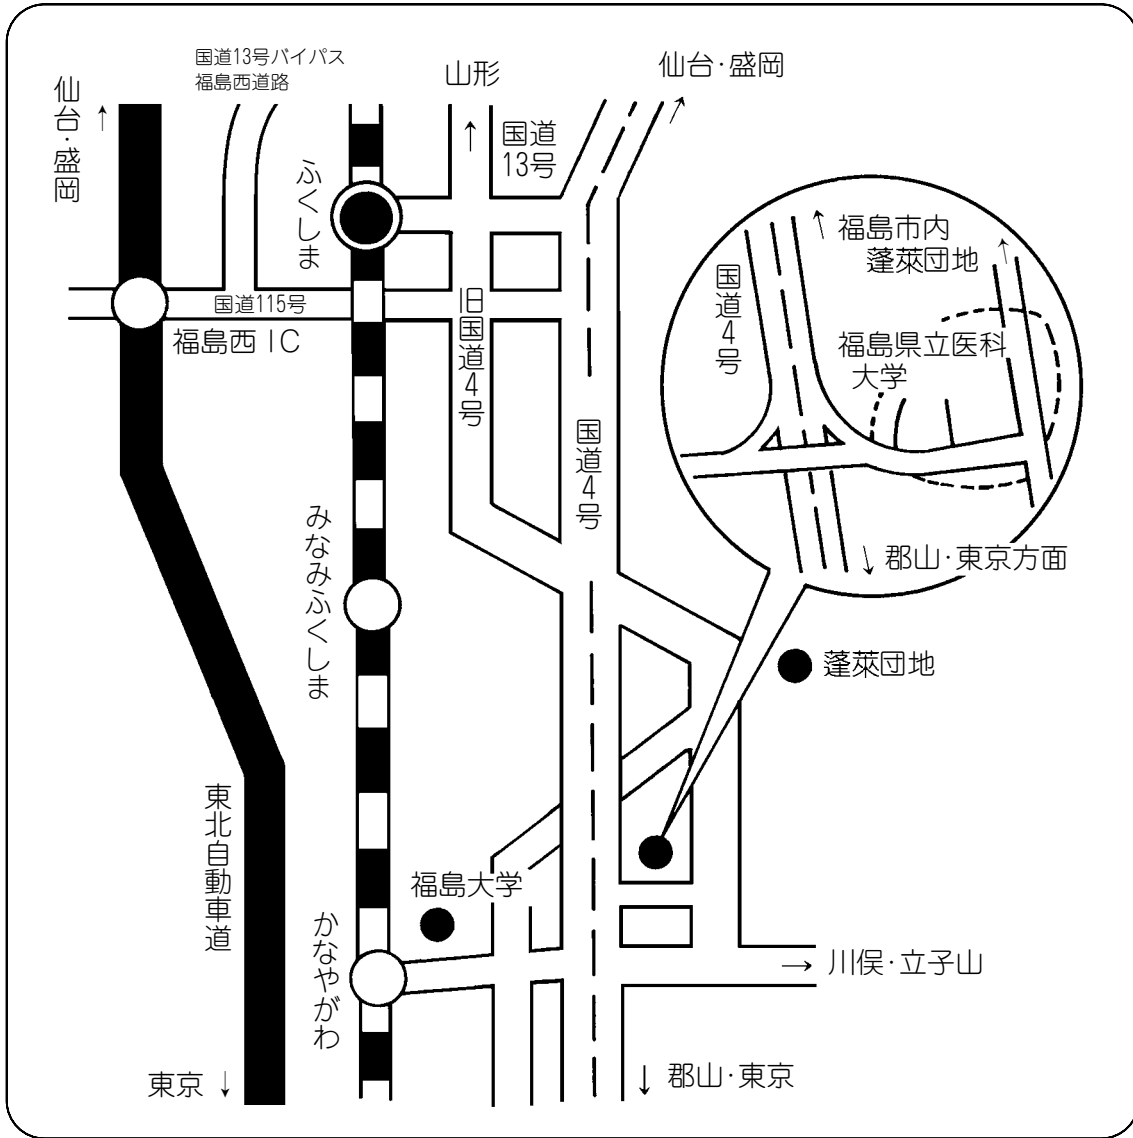 国道13号バイパス
福島西道路
山形
仙台・盛岡
仙台・盛岡
国道
13号
ふくしま
国道115号
福島西IC
旧国道4号
国道4号
福島市内
蓬萊団地
国道4号
福島県立医科
大学
郡山・東京方面
みなみふくしま
蓬萊団地
東北自動車道
福島大学
かなやがわ
川俣・立子山
東京
郡山・東京